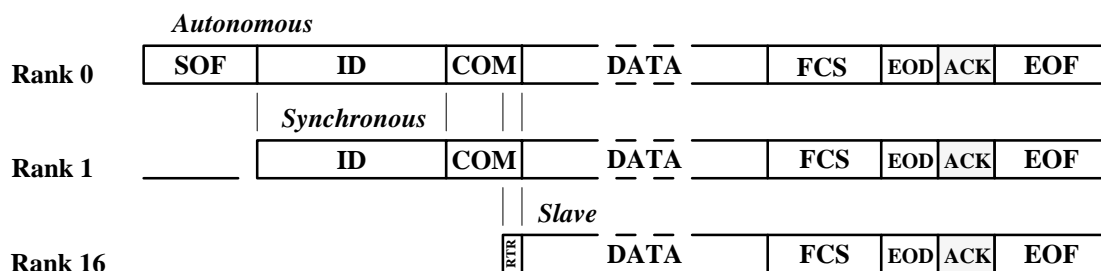 Autonomous
Rank 0 SOF ID COM DATA FCS EOD ACK EOF
Synchronous
Rank 1 ID COM DATA FCS EOD ACK EOF
Slave
Rank 16 RTR DATA FCS EOD ACK EOF